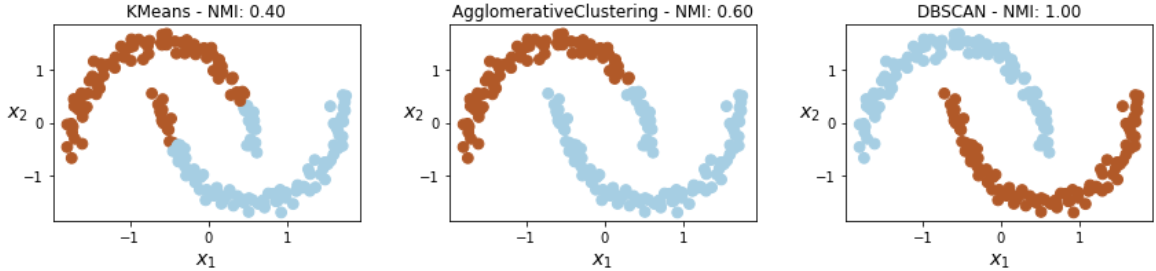 KMeans - NMI: 0.40
AgglomerativeClustering - NMI: 0.60
DBSCAN - NMI: 1.00
1
0
−1
x₂
−1
0
1
x₁
1
0
−1
x₂
−1
0
1
x₁
1
0
−1
x₂
−1
0
1
x₁